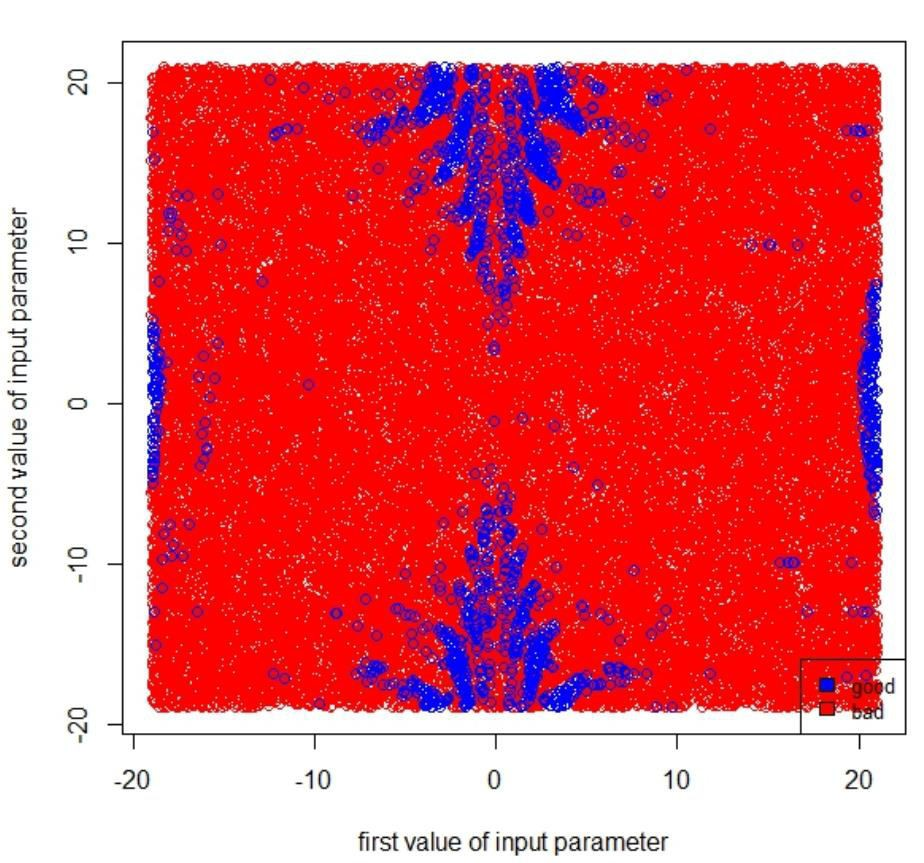 20
10
0
-10
-20
second value of input parameter
good
bad
-20
-10
0
10
20
first value of input parameter